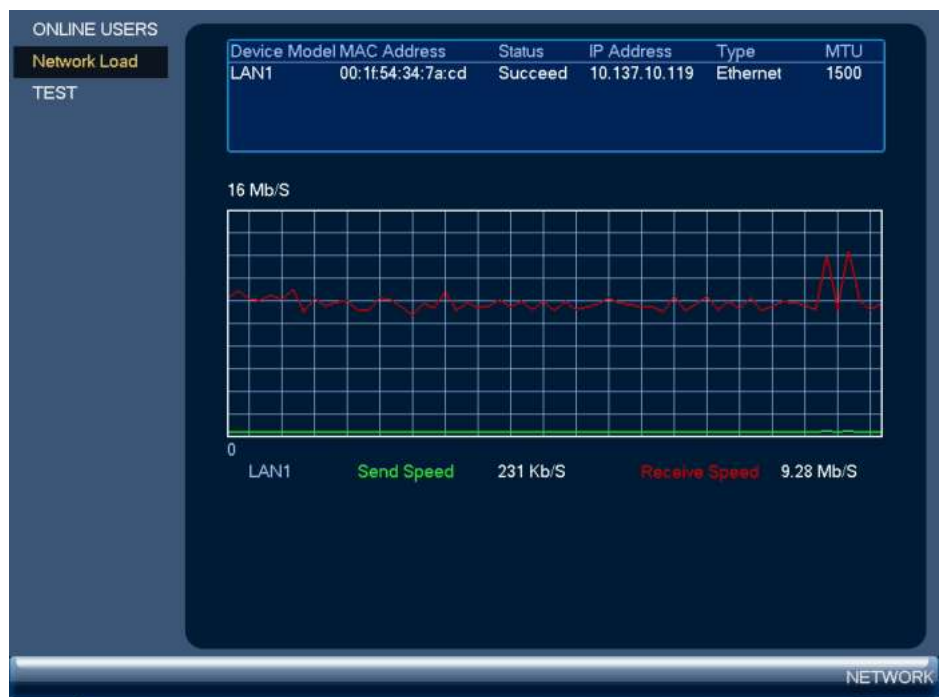 ONLINE USERS
Network Load
TEST
Device Model MAC Address Status IP Address Type MTU
LAN1 00:1f:54:34:7a:cd Succeed 10.137.10.119 Ethernet 1500
16 Mb/S
0
LAN1 Send Speed 231 Kb/S Receive Speed 9.28 Mb/S
NETWORK